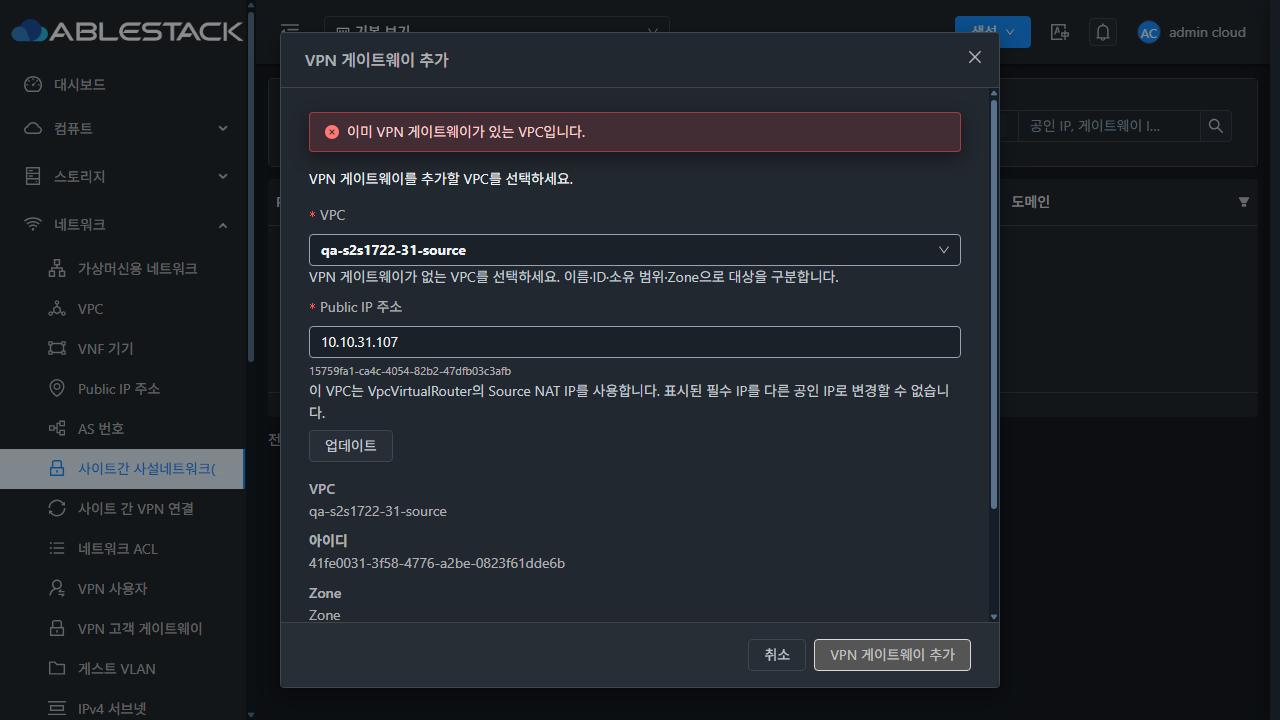 ABLESTACK
기본 보기
생성
AC
admin cloud
대시보드
컴퓨트
스토리지
네트워크
가상머신용 네트워크
VPC
VNF 기기
Public IP 주소
AS 번호
사이트간 사설네트워크(
사이트 간 VPN 연결
네트워크 ACL
VPN 사용자
VPN 고객 게이트웨이
게스트 VLAN
IPv4 서브넷
공인 IP, 게이트웨이 I...
도메인
VPN 게이트웨이 추가
이미 VPN 게이트웨이가 있는 VPC입니다.
VPN 게이트웨이를 추가할 VPC를 선택하세요.
* VPC
qa-s2s1722-31-source
VPN 게이트웨이가 없는 VPC를 선택하세요. 이름·ID·소유 범위·Zone으로 대상을 구분합니다.
* Public IP 주소
10.10.31.107
15759fa1-ca4c-4054-82b2-47dfb03c3afb
이 VPC는 VpcVirtualRouter의 Source NAT IP를 사용합니다. 표시된 필수 IP를 다른 공인 IP로 변경할 수 없습니
다.
업데이트
VPC
qa-s2s1722-31-source
아이디
41fe0031-3f58-4776-a2be-0823f61dde6b
Zone
Zone
취소
VPN 게이트웨이 추가